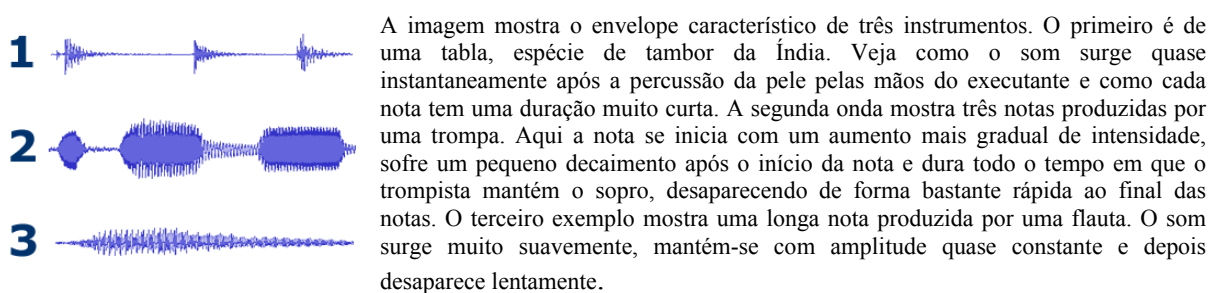 A imagem mostra o envelope característico de três instrumentos. O primeiro é de
1 uma tabla, espécie de tambor da Índia. Veja como o som surge quase
instantaneamente após a percussão da pele pelas mãos do executante e como cada
nota tem uma duração muito curta. A segunda onda mostra três notas produzidas por
uma trompa. Aqui a nota se inicia com um aumento mais gradual de intensidade,
2 sofre um pequeno decaimento após o início da nota e dura todo o tempo em que o
trompista mantém o sopro, desaparecendo de forma bastante rápida ao final das
notas. O terceiro exemplo mostra uma longa nota produzida por uma flauta. O som
3 surge muito suavemente, mantém-se com amplitude quase constante e depois
desaparece lentamente.